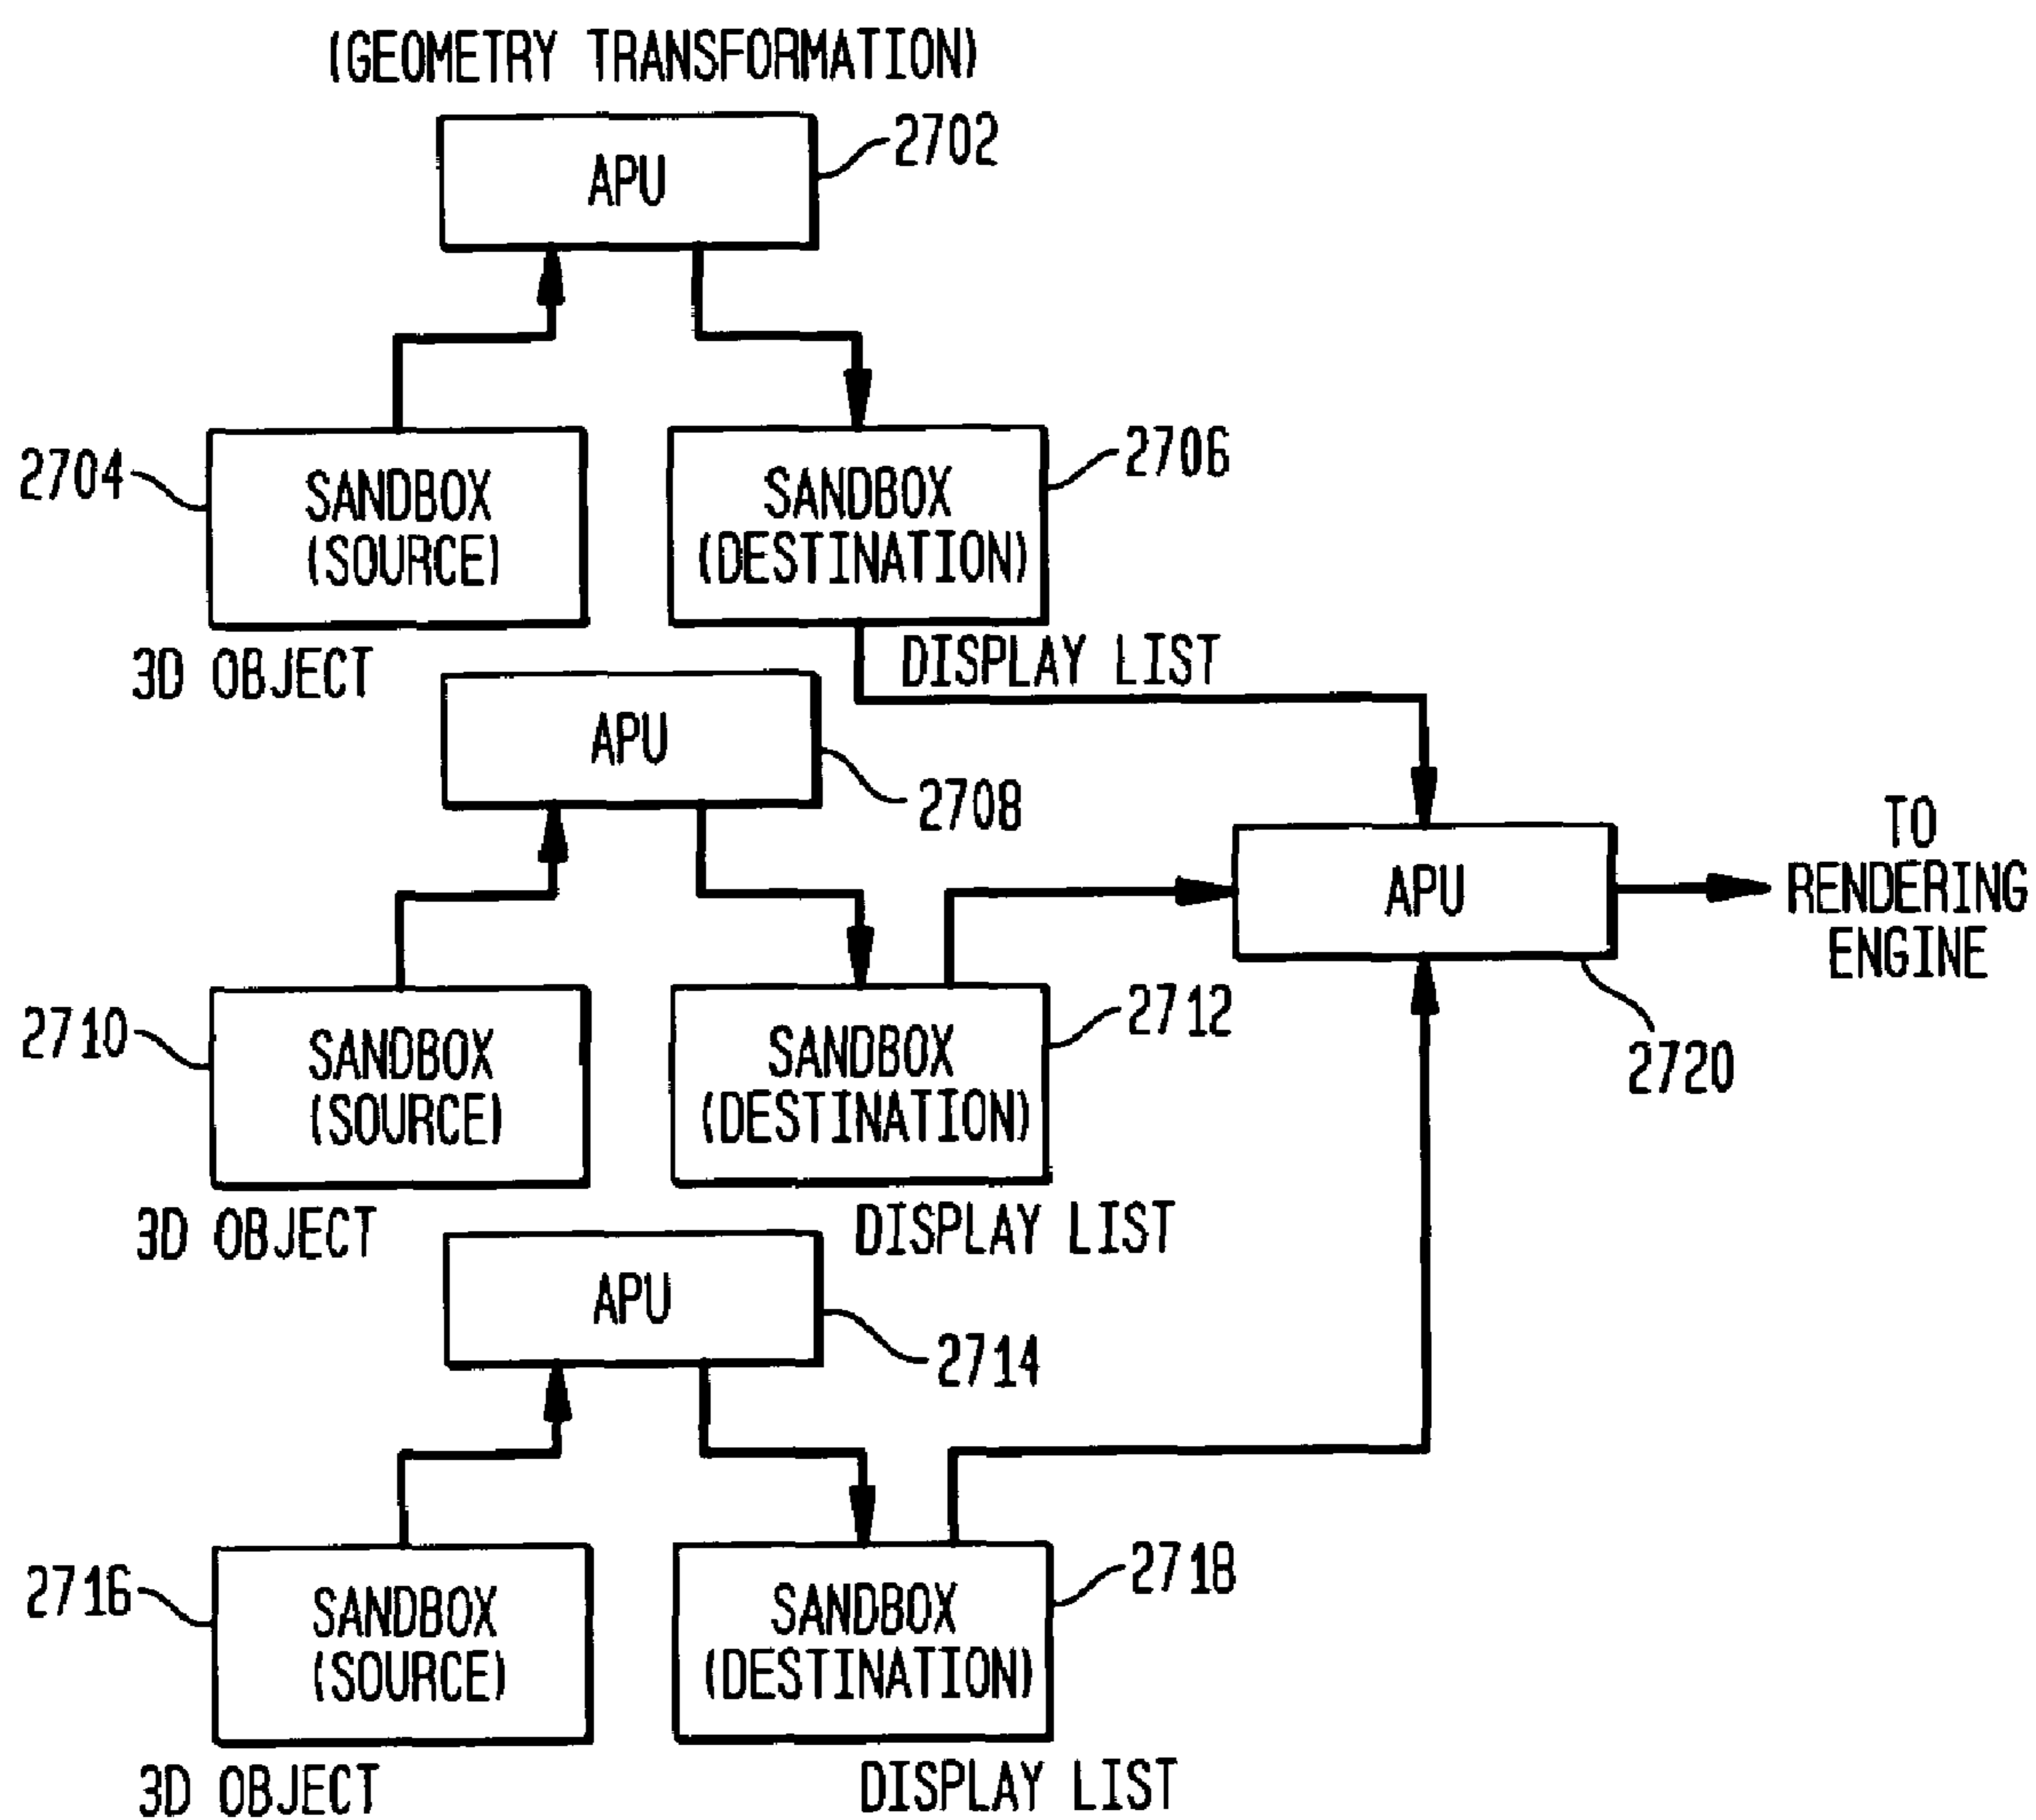 (GEOMETRY TRANSFORMATION)
APU
2702
2704
SANDBOX
(SOURCE)
3D OBJECT
SANDBOX
(DESTINATION)
2706
DISPLAY LIST
APU
2708
2710
SANDBOX
(SOURCE)
3D OBJECT
SANDBOX
(DESTINATION)
2712
DISPLAY LIST
APU
2714
2716
SANDBOX
(SOURCE)
3D OBJECT
SANDBOX
(DESTINATION)
2718
DISPLAY LIST
APU
2720
TO
RENDERING
ENGINE